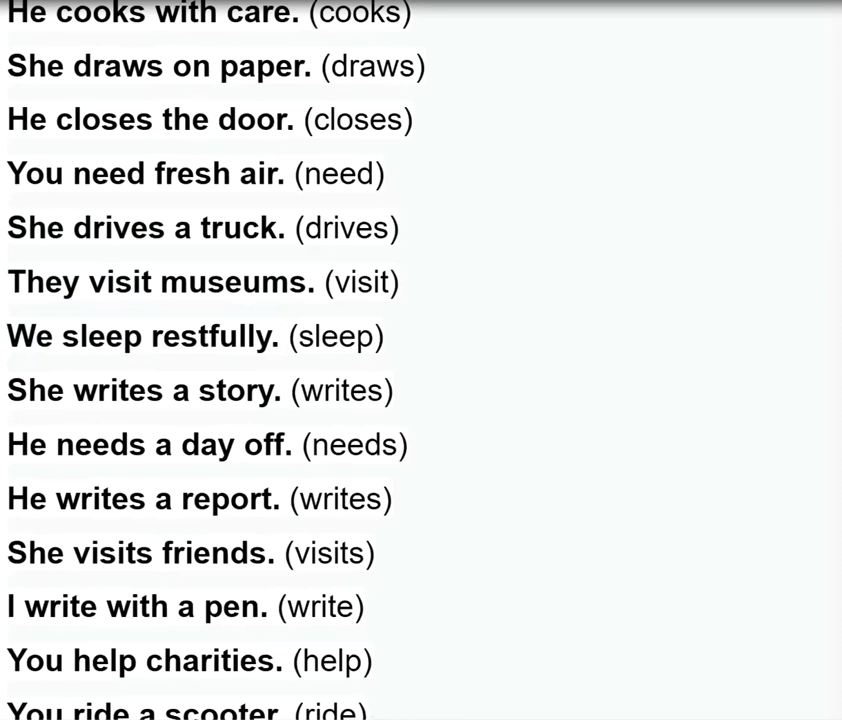 He cooks with care. (cooks)
She draws on paper. (draws)
He closes the door. (closes)
You need fresh air. (need)
She drives a truck. (drives)
They visit museums. (visit)
We sleep restfully. (sleep)
She writes a story. (writes)
He needs a day off. (needs)
He writes a report. (writes)
She visits friends. (visits)
I write with a pen. (write)
You help charities. (help)
You ride a scooter. (ride)